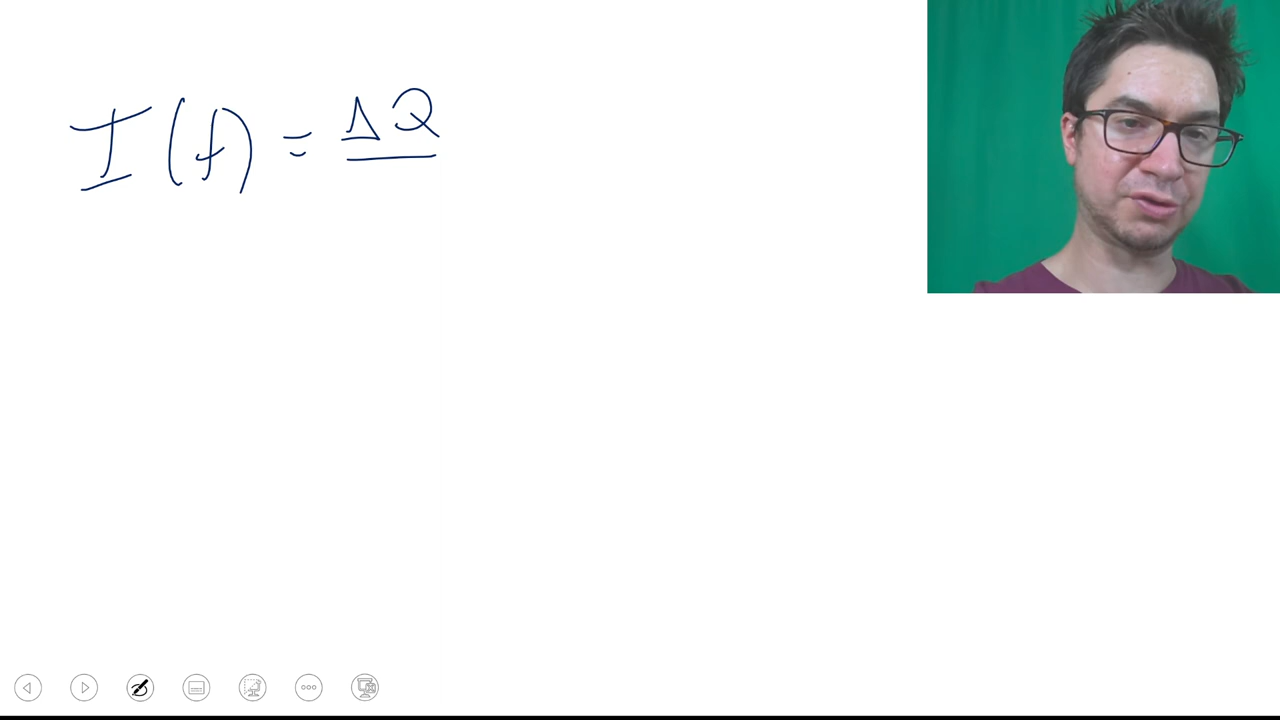 I(t) = ΔQ